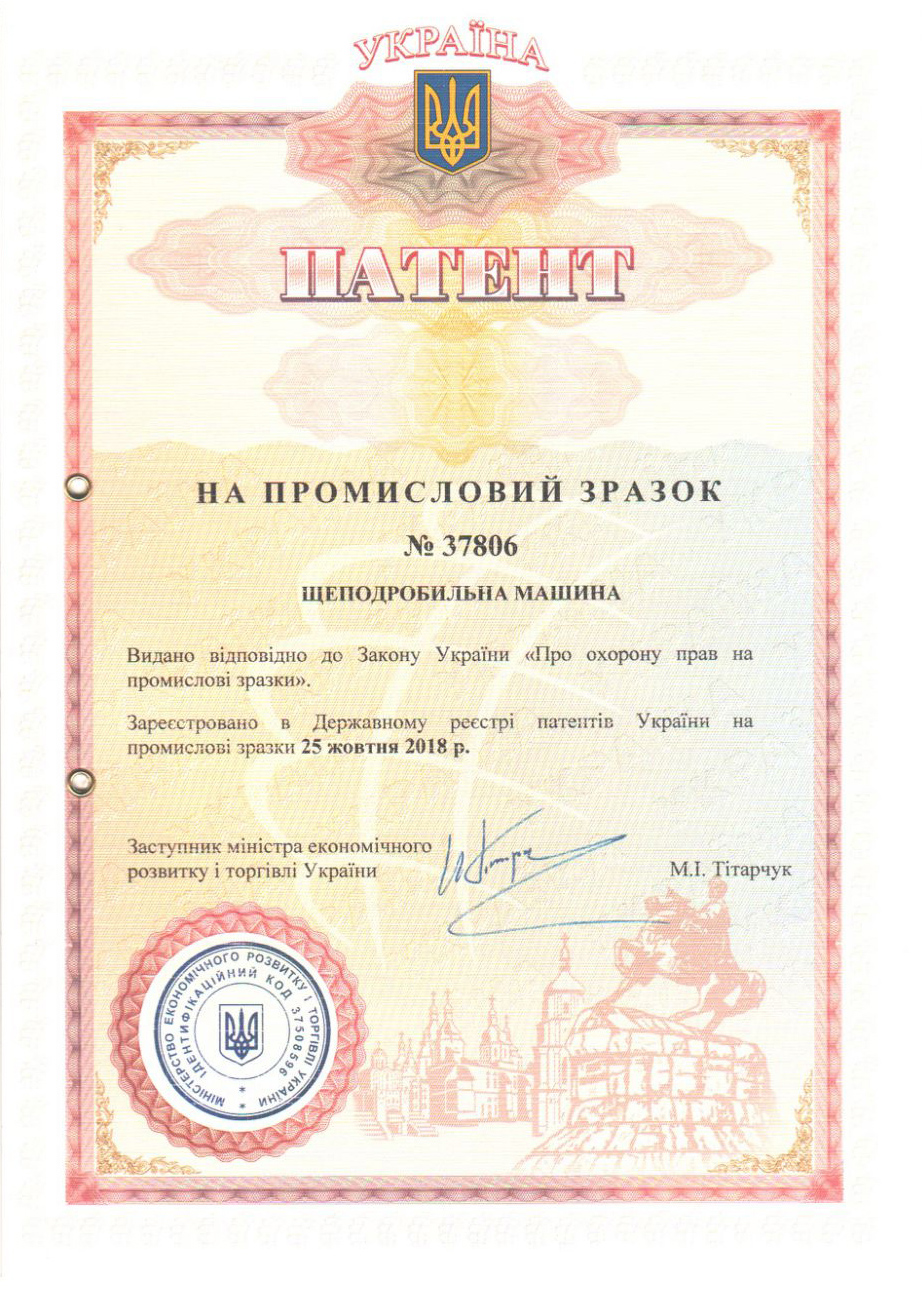 УКРАЇНА
ПАТЕНТ
НА ПРОМИСЛОВИЙ ЗРАЗОК
№ 37806
ЩЕПОДРОБИЛЬНА МАШИНА
Видано відповідно до Закону України «Про охорону прав на
промислові зразки».
Зареєстровано в Державному реєстрі патентів України на
промислові зразки 25 жовтня 2018 р.
Заступник міністра економічного
розвитку і торгівлі України
М.І. Тітарчук
МІНІСТЕРСТВО ЕКОНОМІЧНОГО РОЗВИТКУ І ТОРГІВЛІ УКРАЇНИ
ІДЕНТИФІКАЦІЙНИЙ КОД 37508596